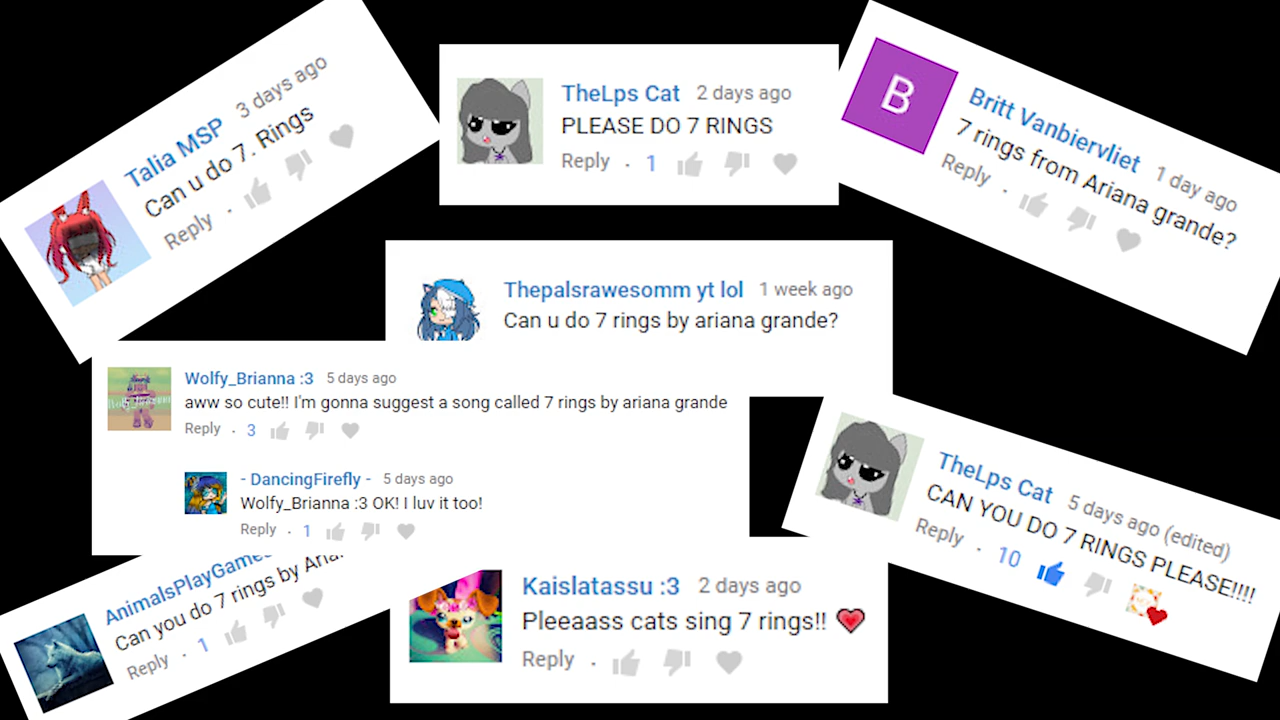 Talia MSP 3 days ago
Can u do 7. Rings
Reply
TheLps Cat 2 days ago
PLEASE DO 7 RINGS
Reply · 1
B
Britt Vanbiervliet 1 day ago
7 rings from Ariana grande?
Reply
Thepalsrawesomm yt lol 1 week ago
Can u do 7 rings by ariana grande?
Wolfy_Brianna :3 5 days ago
aww so cute!! I'm gonna suggest a song called 7 rings by ariana grande
Reply · 3
- DancingFirefly - 5 days ago
Wolfy_Brianna :3 OK! I luv it too!
Reply · 1
TheLps Cat 5 days ago (edited)
CAN YOU DO 7 RINGS PLEASE!!!!
Reply · 10
AnimalsPlayGames
Can you do 7 rings by Aria
Reply · 1
Kaislatassu :3 2 days ago
Pleeaass cats sing 7 rings!! ❤
Reply